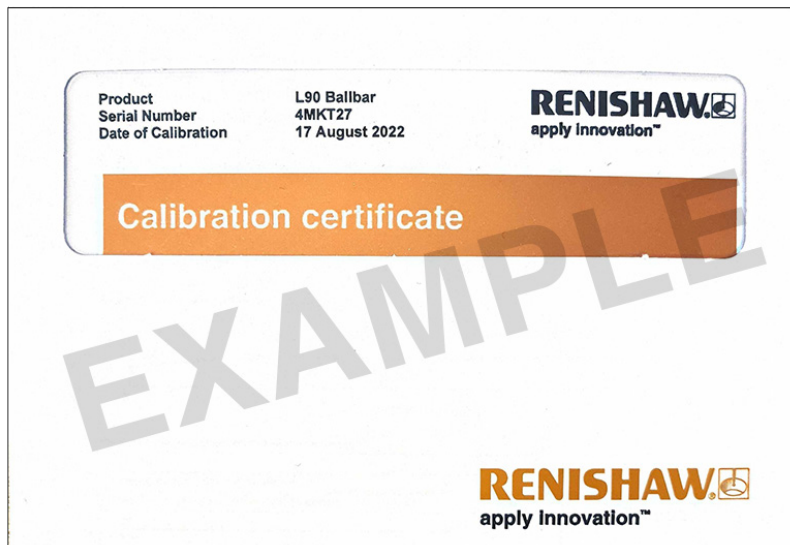 Product L90 Ballbar
Serial Number 4MKT27
Date of Calibration 17 August 2022
RENISHAW.
apply innovation™
Calibration certificate
EXAMPLE
RENISHAW.
apply innovation™